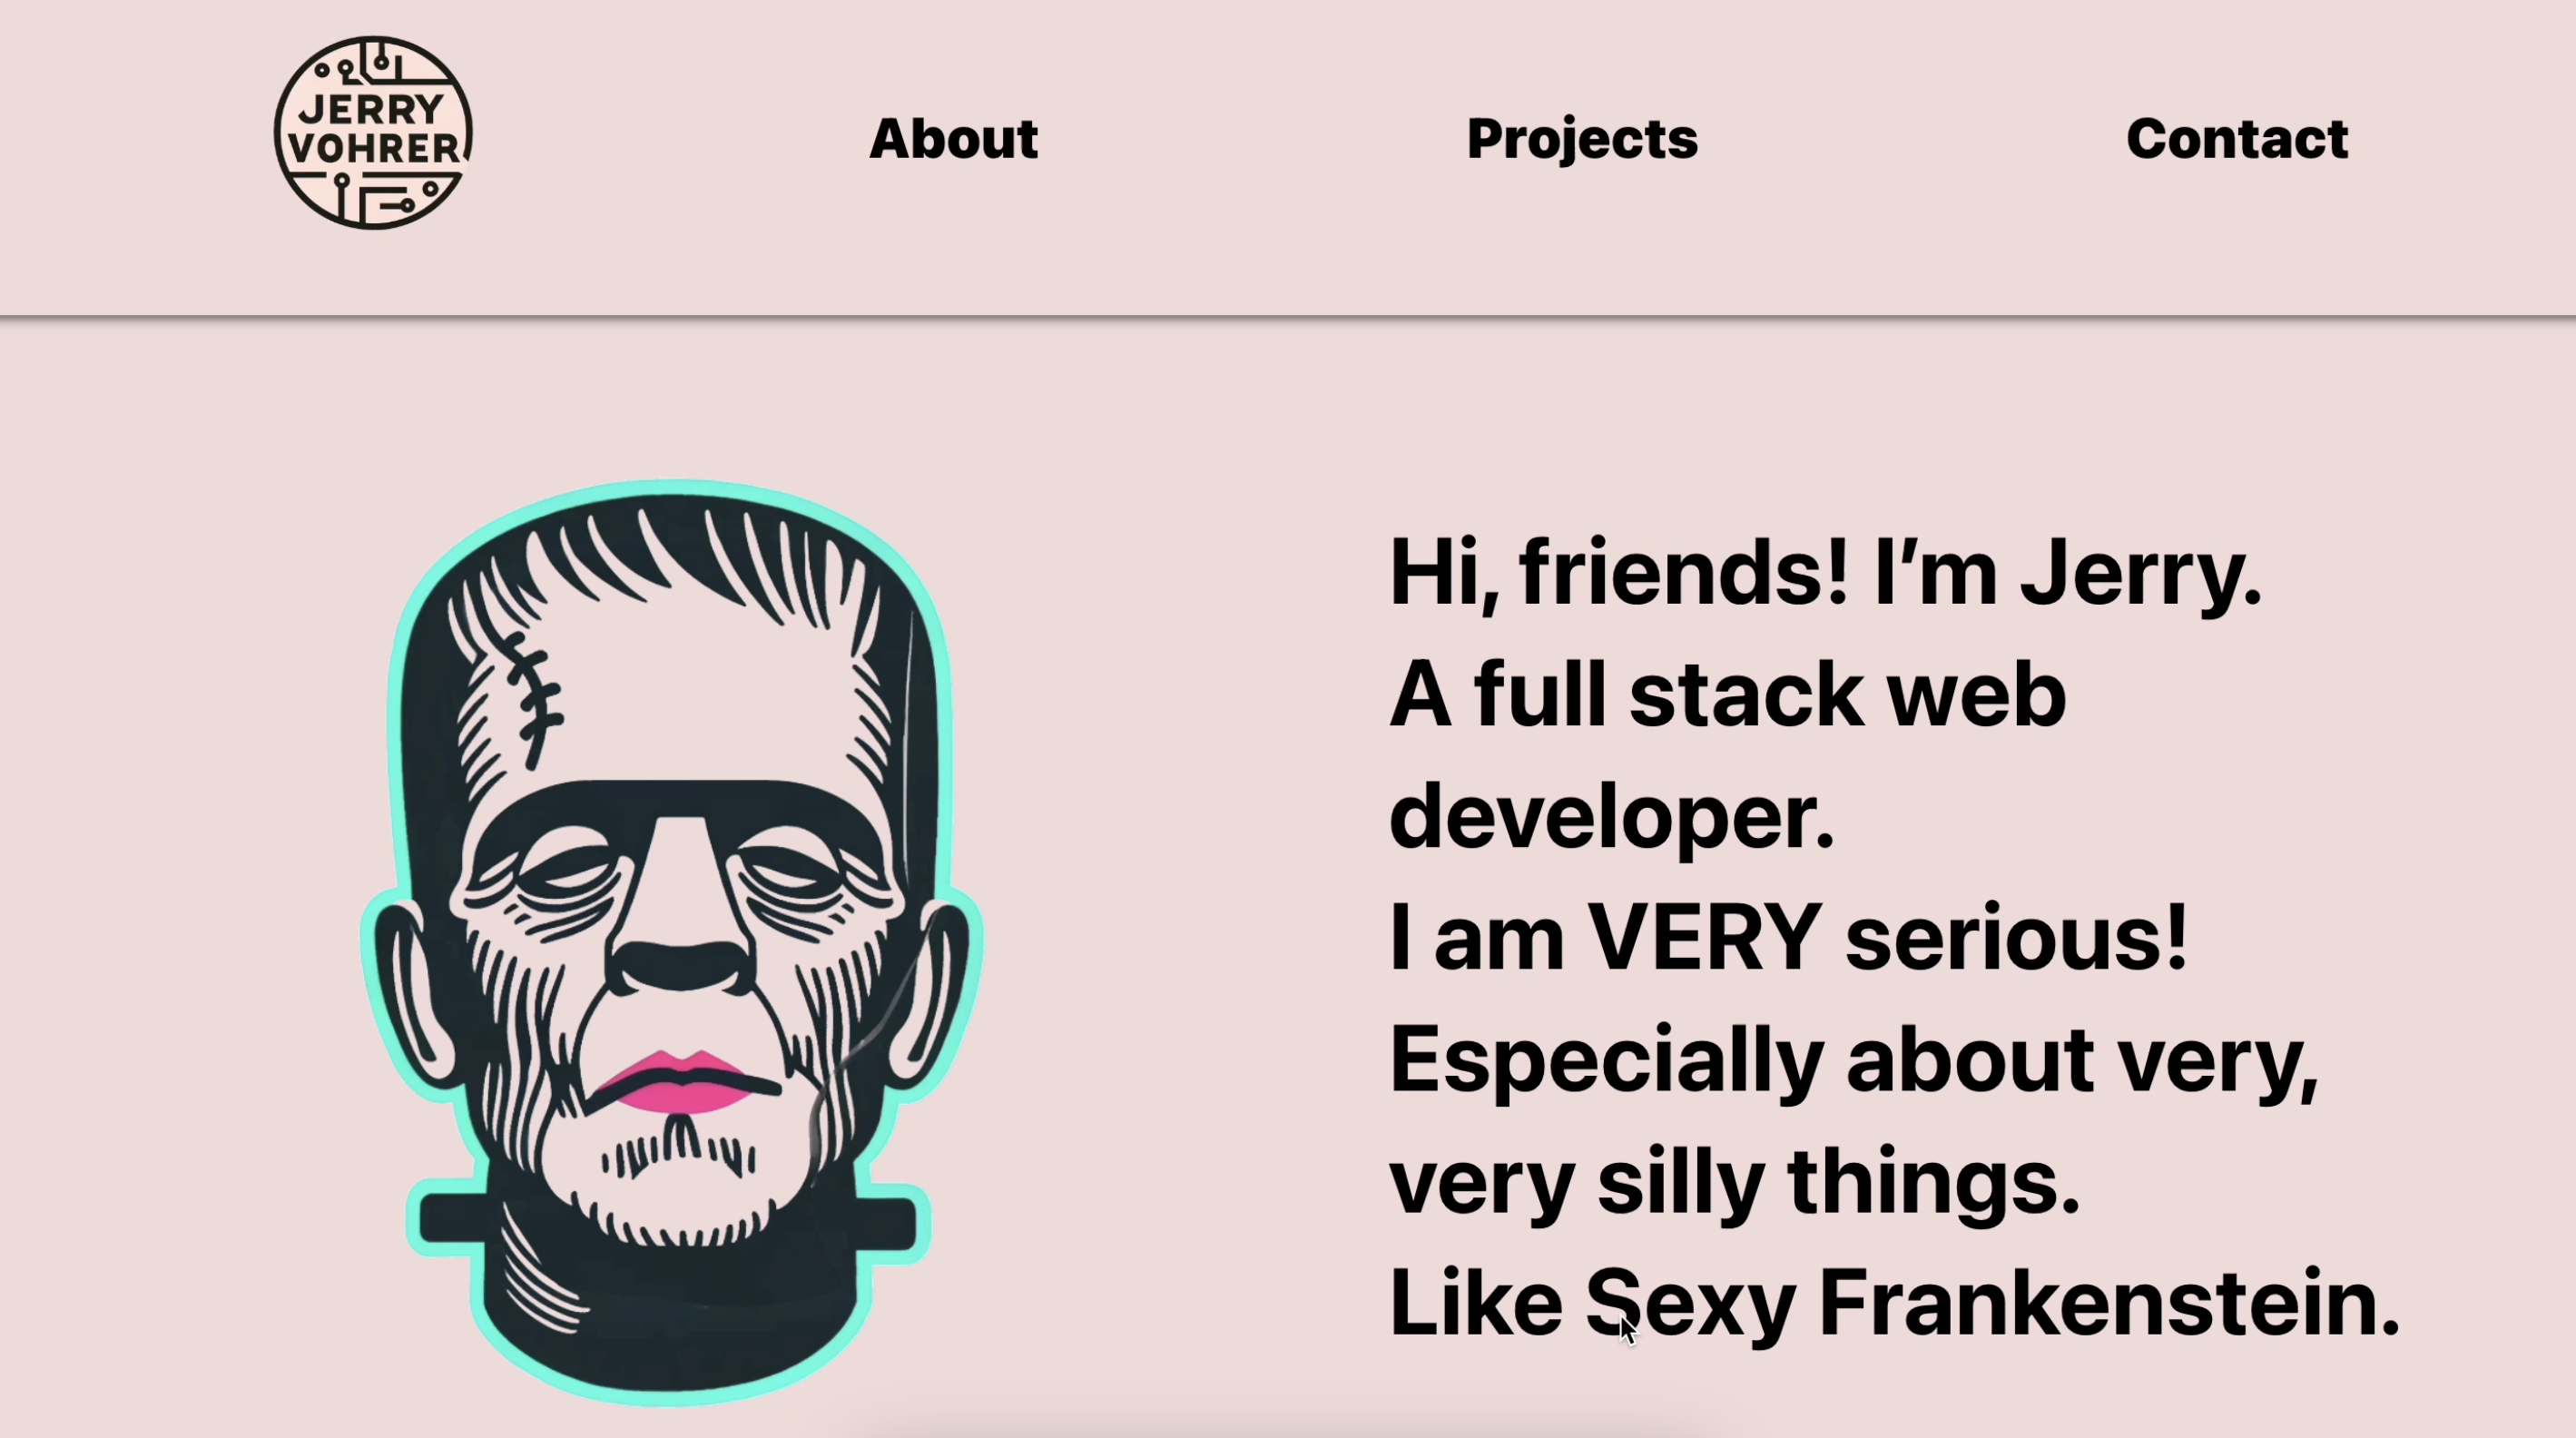 JERRY
VOHRER
About
Projects
Contact
Hi, friends! I’m Jerry.
A full stack web
developer.
I am VERY serious!
Especially about very,
very silly things.
Like Sexy Frankenstein.